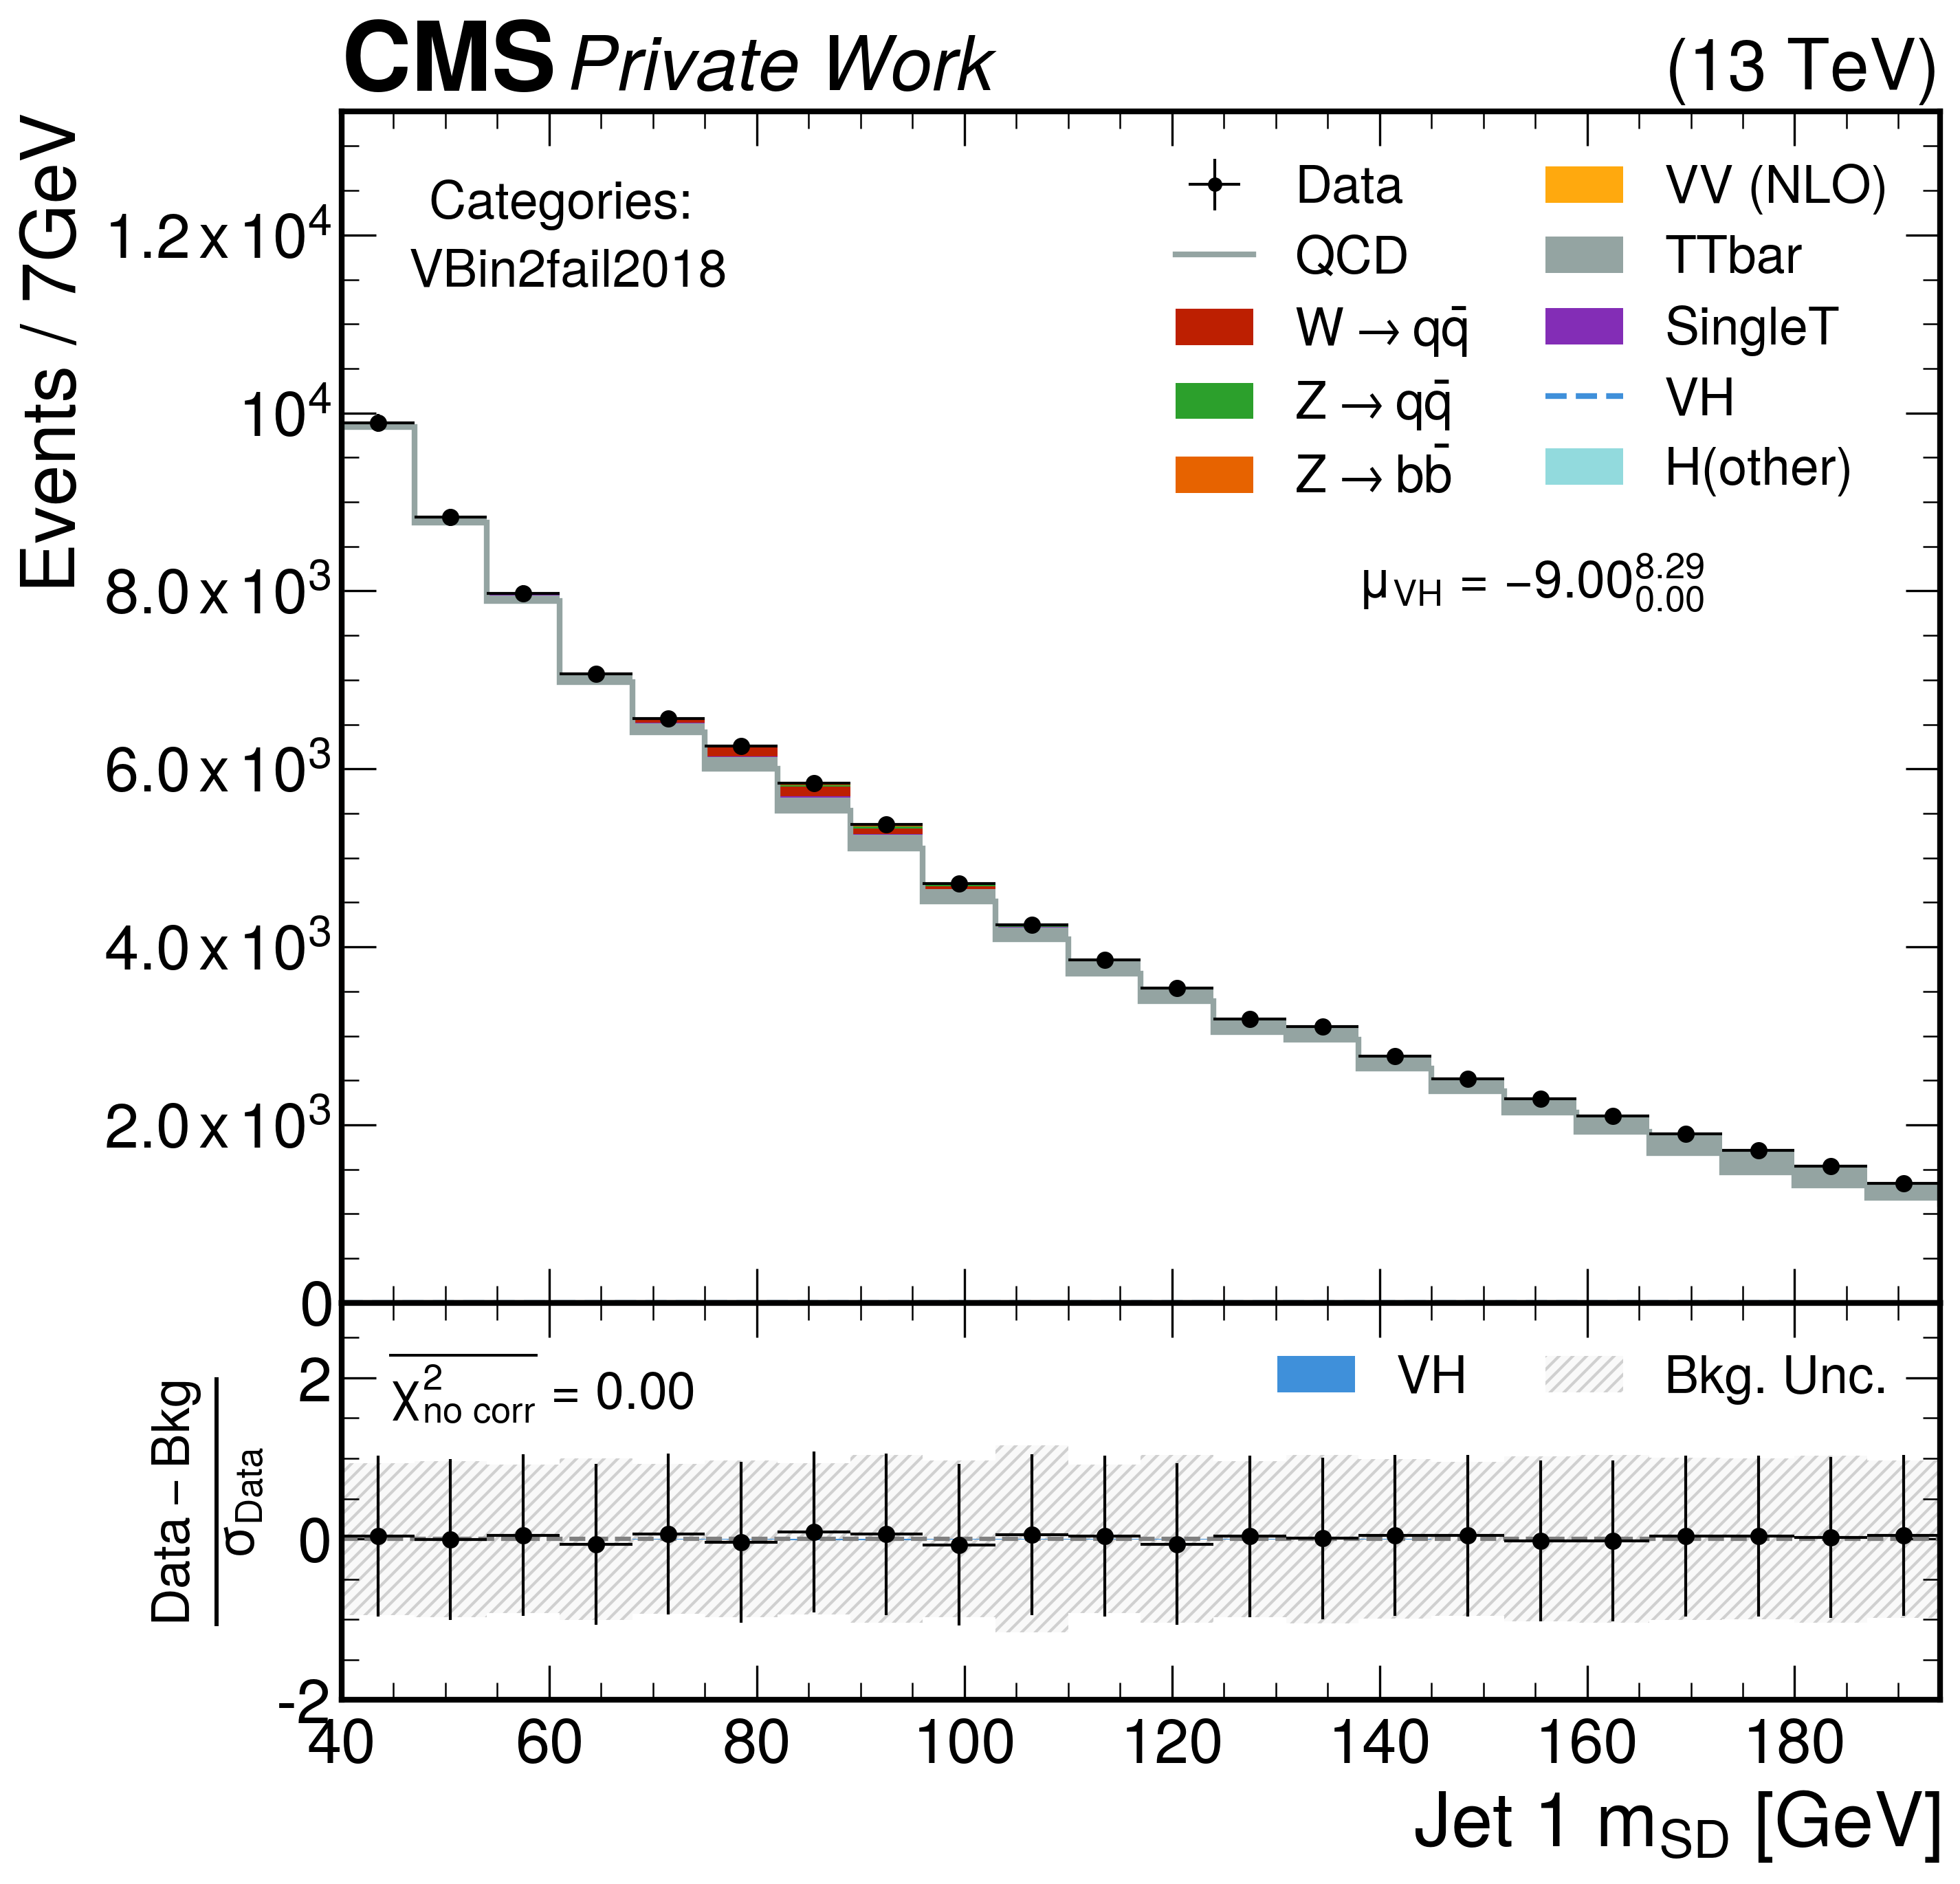 CMS Private Work (13 TeV)
Events / 7GeV
Categories:
VBin2fail2018
Data
QCD
W → qq̄
Z → qq̄
Z → bb̄
VV (NLO)
TTbar
SingleT
VH
H(other)
μ_VH = −9.00 8.29 0.00
1.2 x 10⁴
10⁴
8.0 x 10³
6.0 x 10³
4.0 x 10³
2.0 x 10³
0
χ² no corr = 0.00
VH
Bkg. Unc.
Data − Bkg
σ_Data
2
0
-2
40 60 80 100 120 140 160 180
Jet 1 m_SD [GeV]